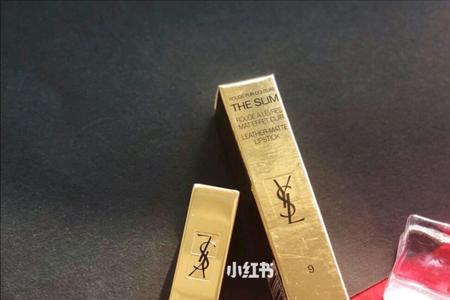 ROUGE PUR COUTURE
THE SLIM
ROUGE À LÈVRES
MAT EFFET CUIR
LEATHER-MATTE
LIPSTICK
YSL
9
YSL
小红书